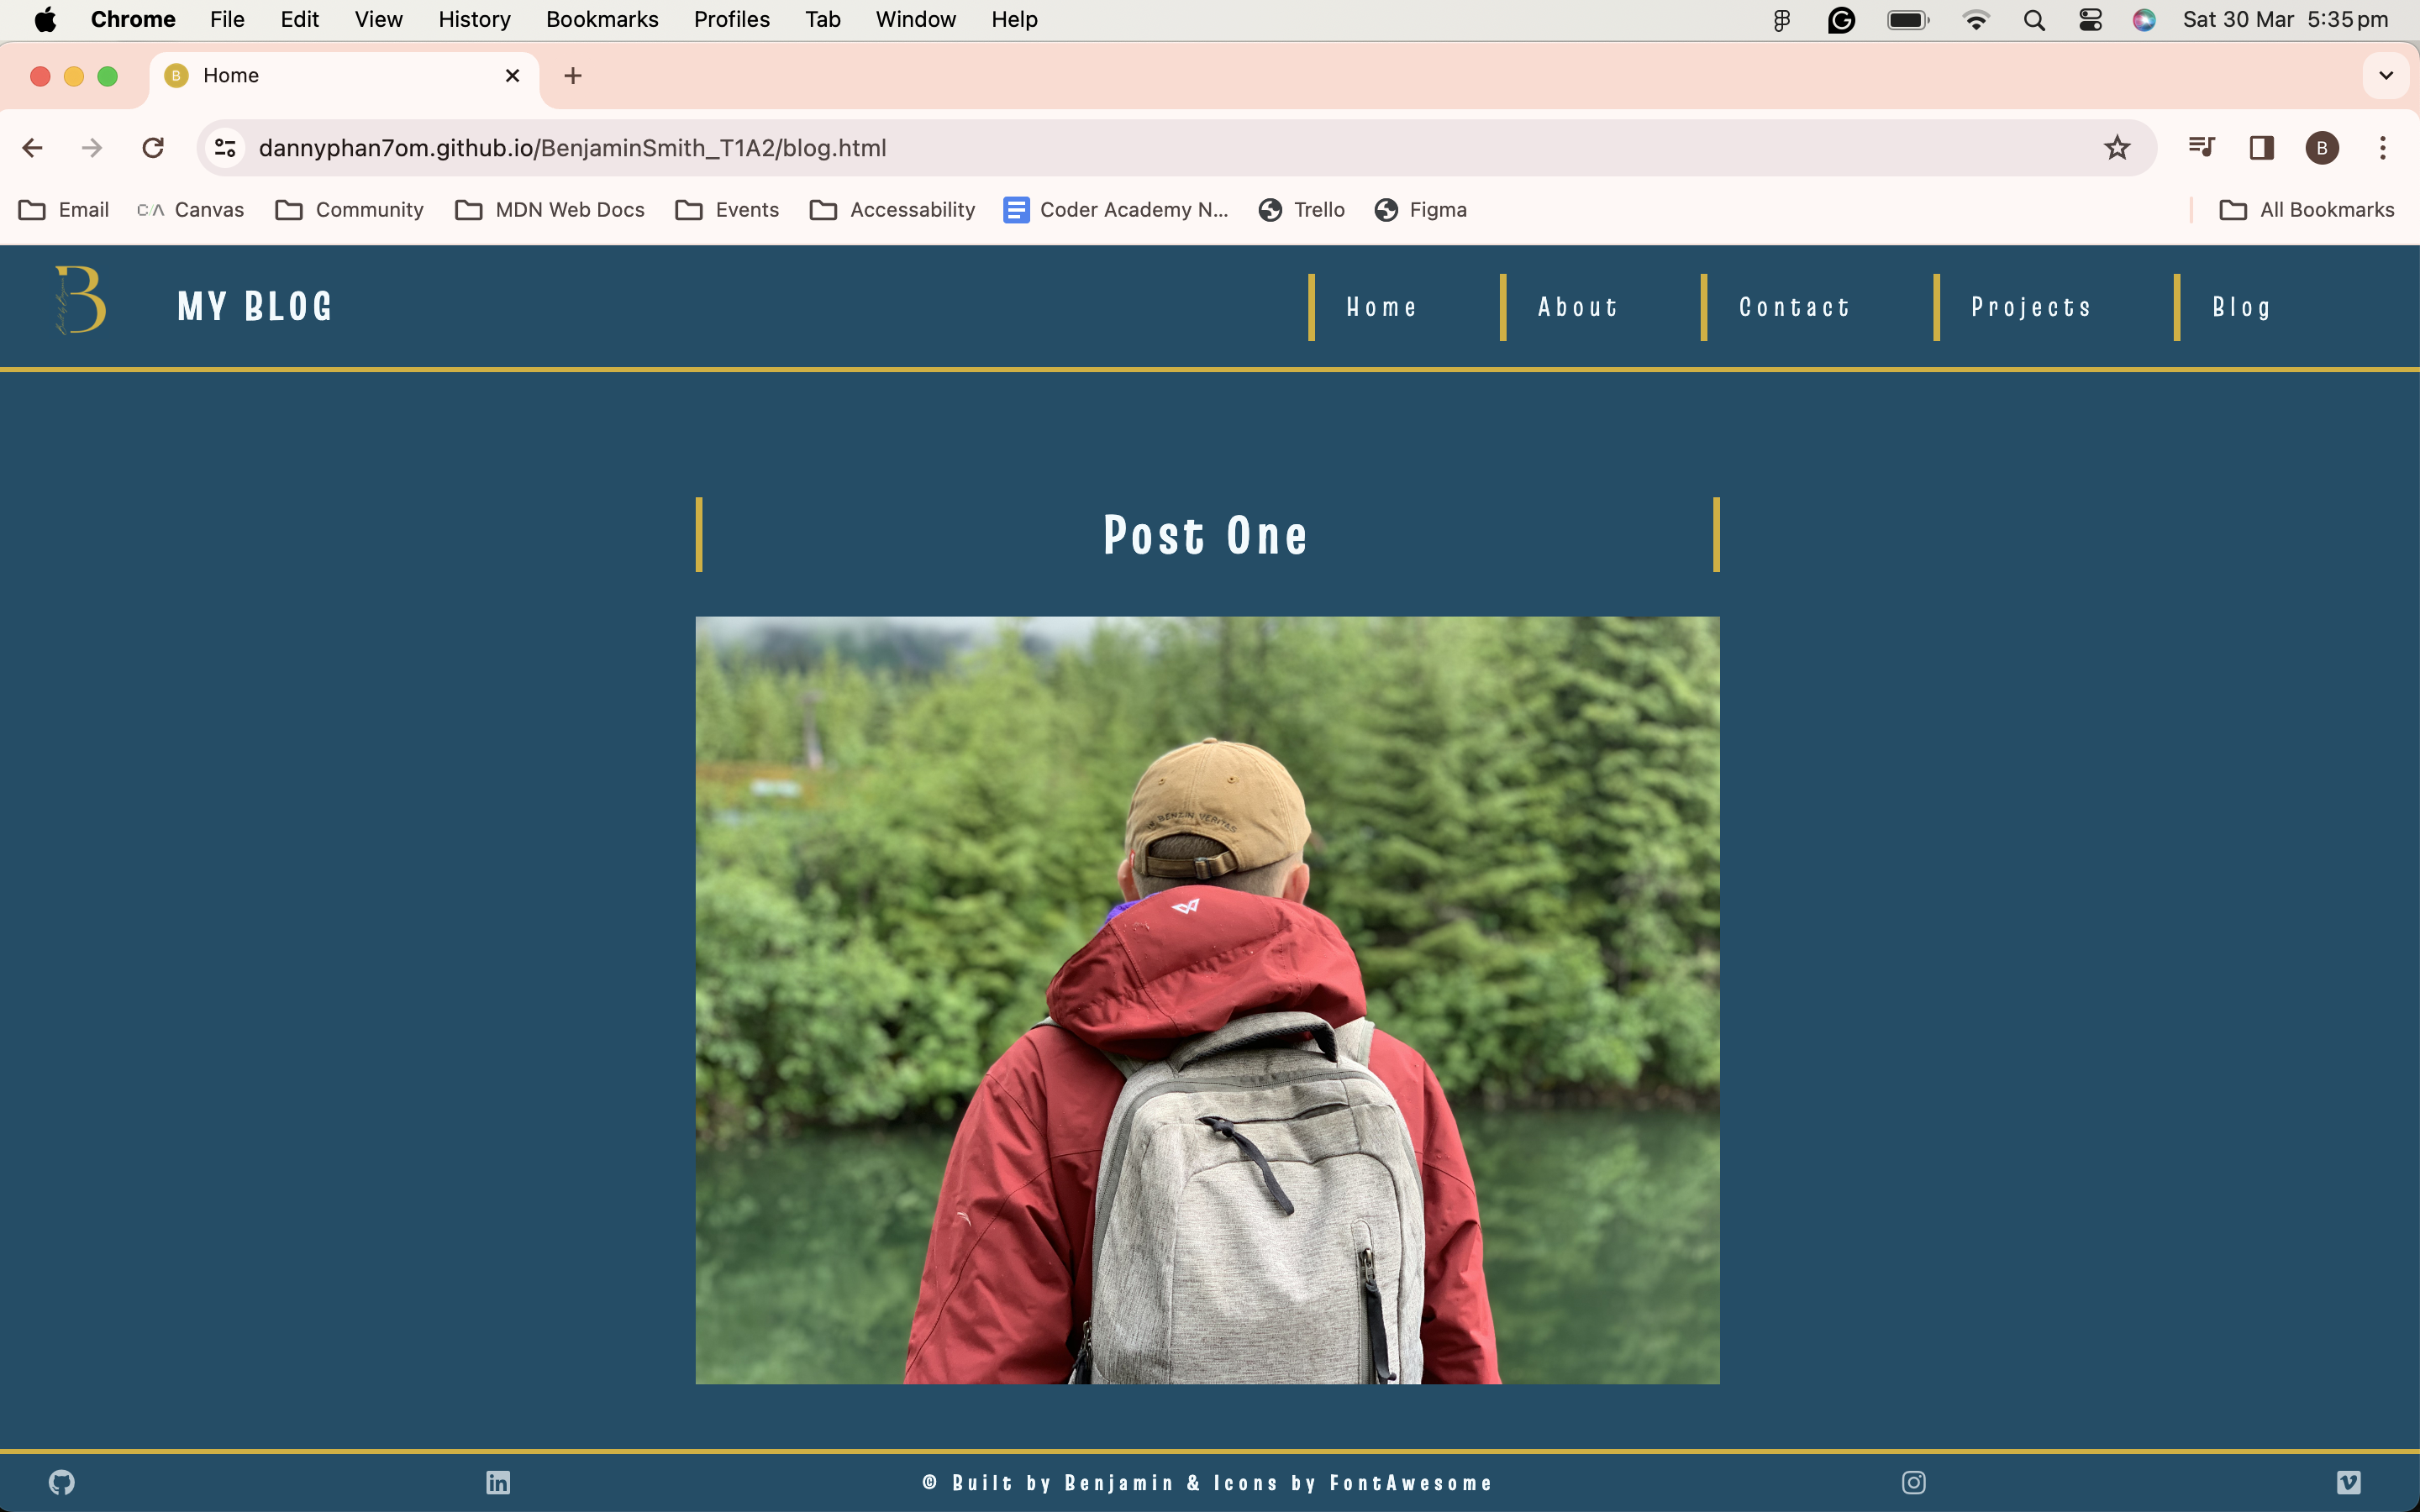 Chrome File Edit View History Bookmarks Profiles Tab Window Help Sat 30 Mar 5:35 pm
B Home
dannyphan7om.github.io/BenjaminSmith_T1A2/blog.html B
Email C/A Canvas Community MDN Web Docs Events Accessability Coder Academy N... Trello Figma All Bookmarks
B MY BLOG Home About Contact Projects Blog
Post One
BENZIN VERITAS
© Built by Benjamin & Icons by FontAwesome